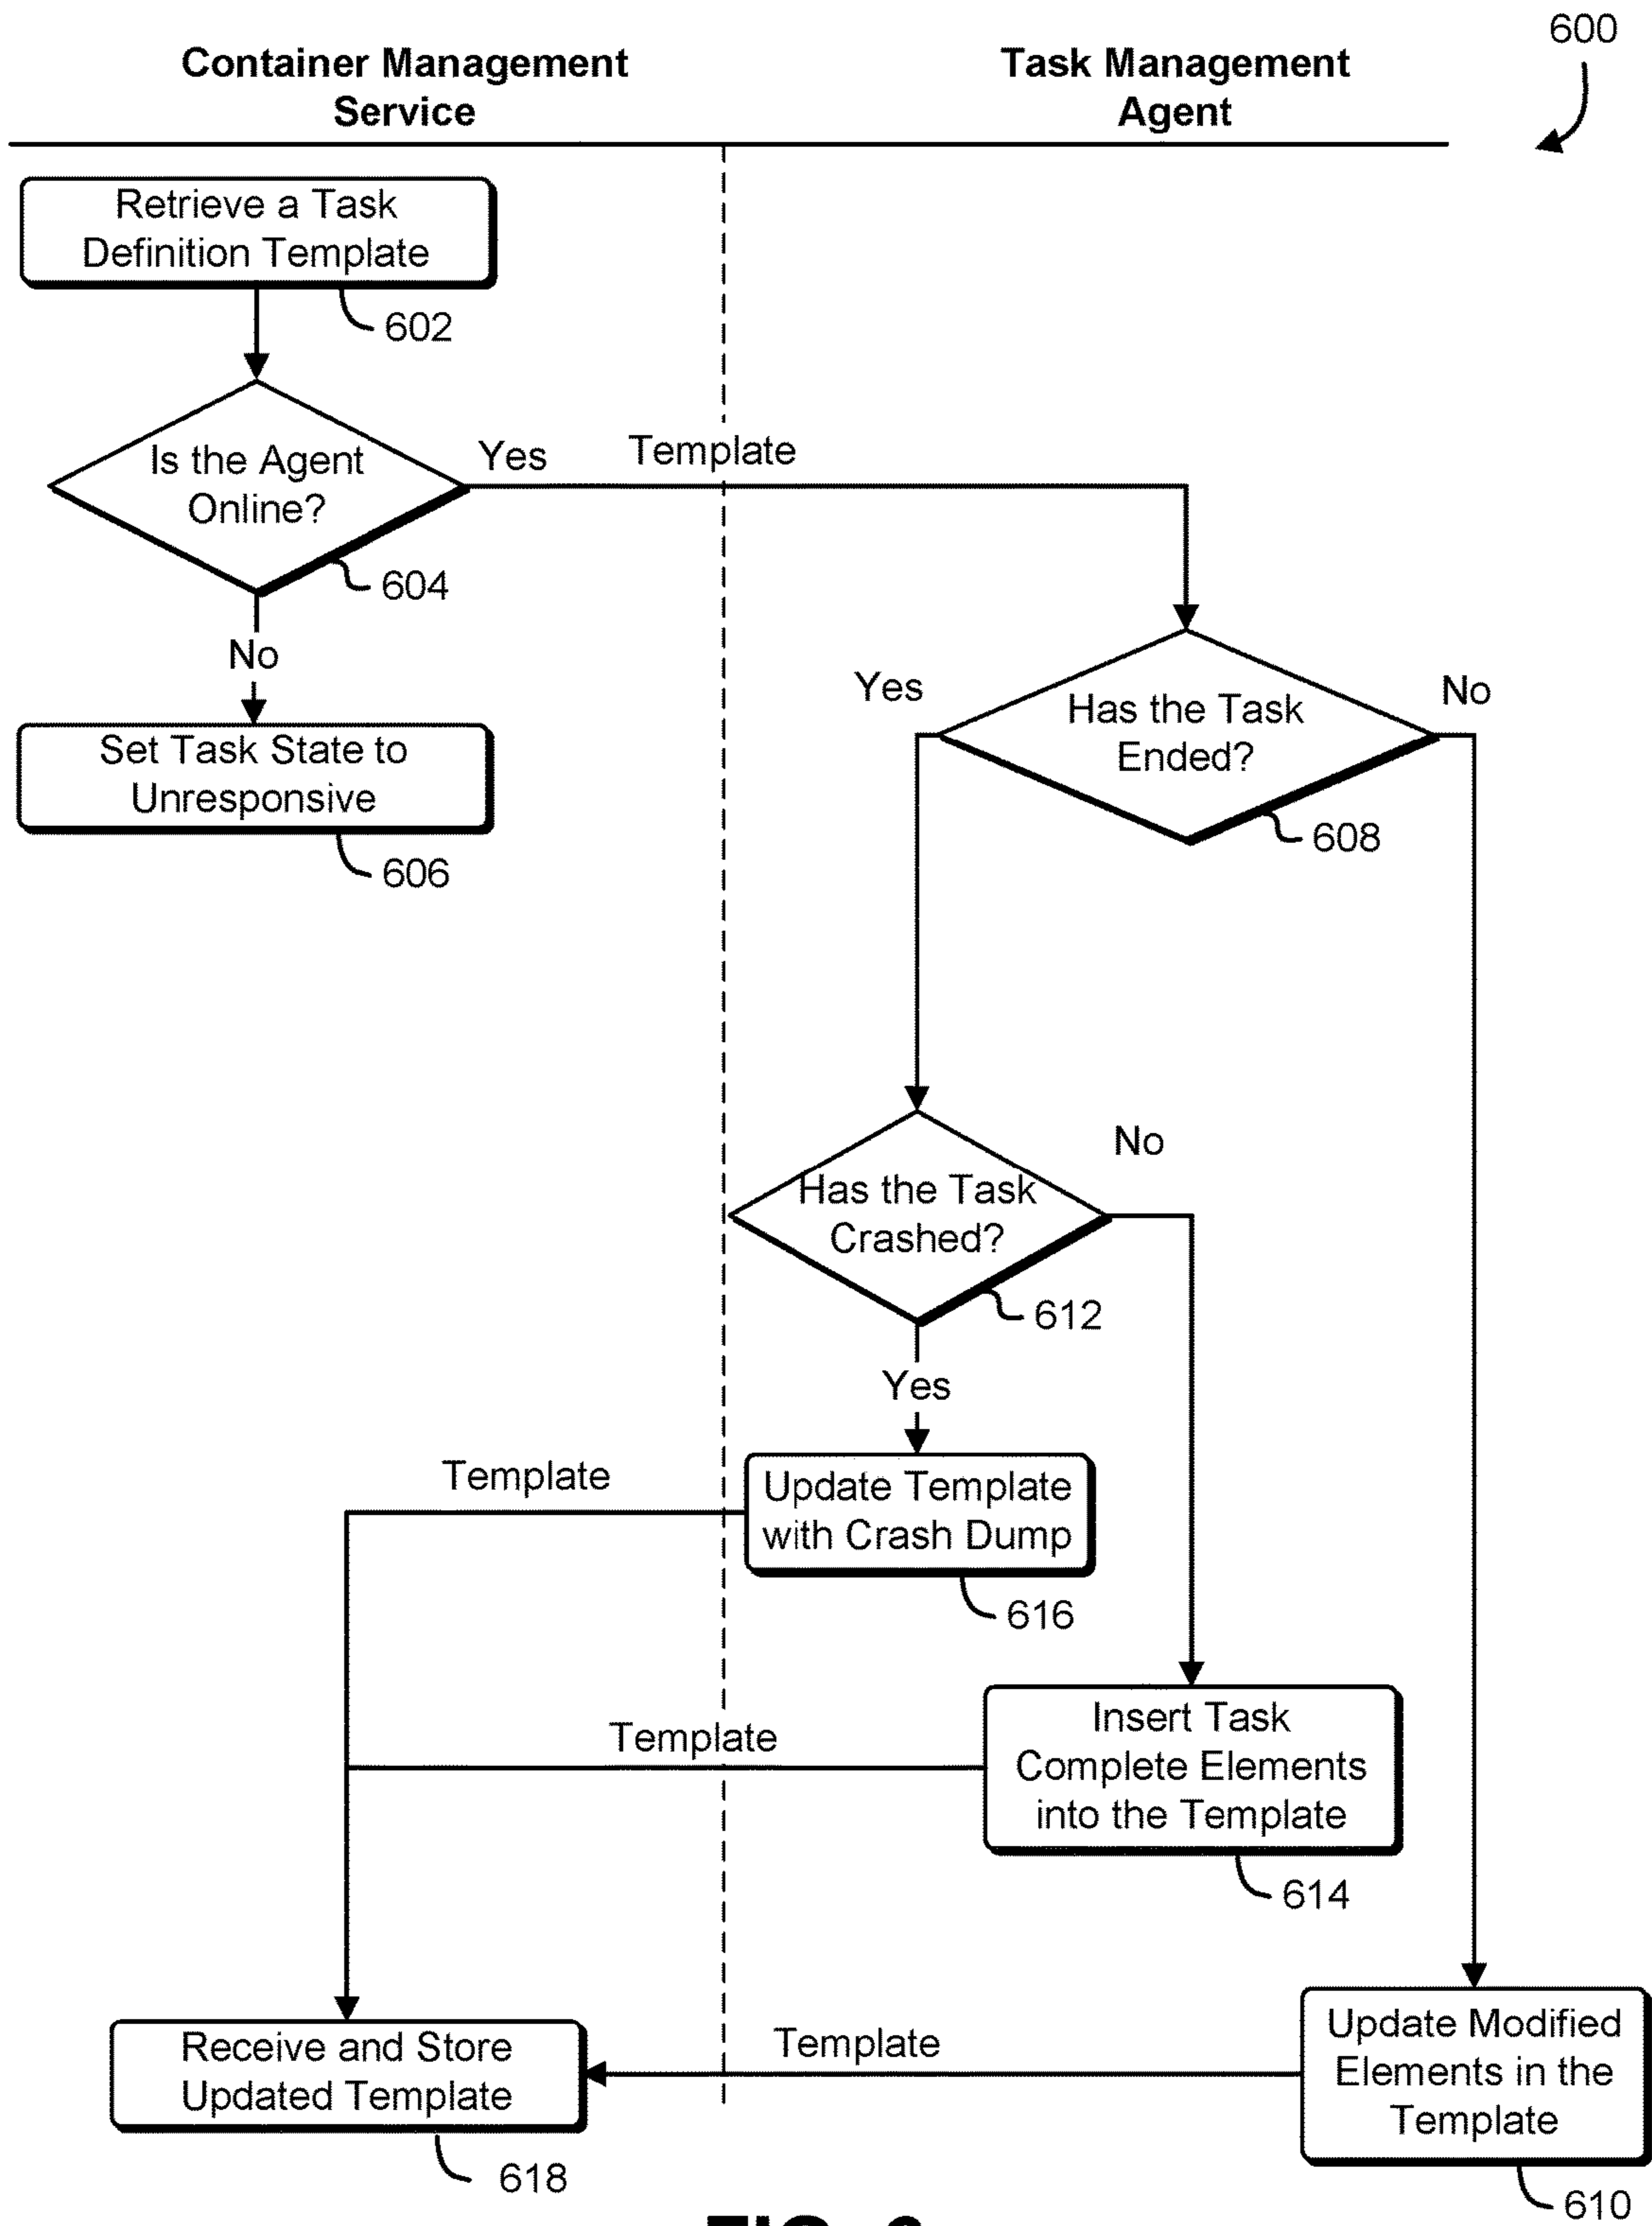 600
Container Management
Service
Task Management
Agent
Retrieve a Task
Definition Template
602
Is the Agent
Online?
Yes
Template
604
No
Set Task State to
Unresponsive
606
Yes
Has the Task
Ended?
No
608
Has the Task
Crashed?
No
612
Yes
Template
Update Template
with Crash Dump
616
Template
Insert Task
Complete Elements
into the Template
614
Receive and Store
Updated Template
618
Template
Update Modified
Elements in the
Template
610